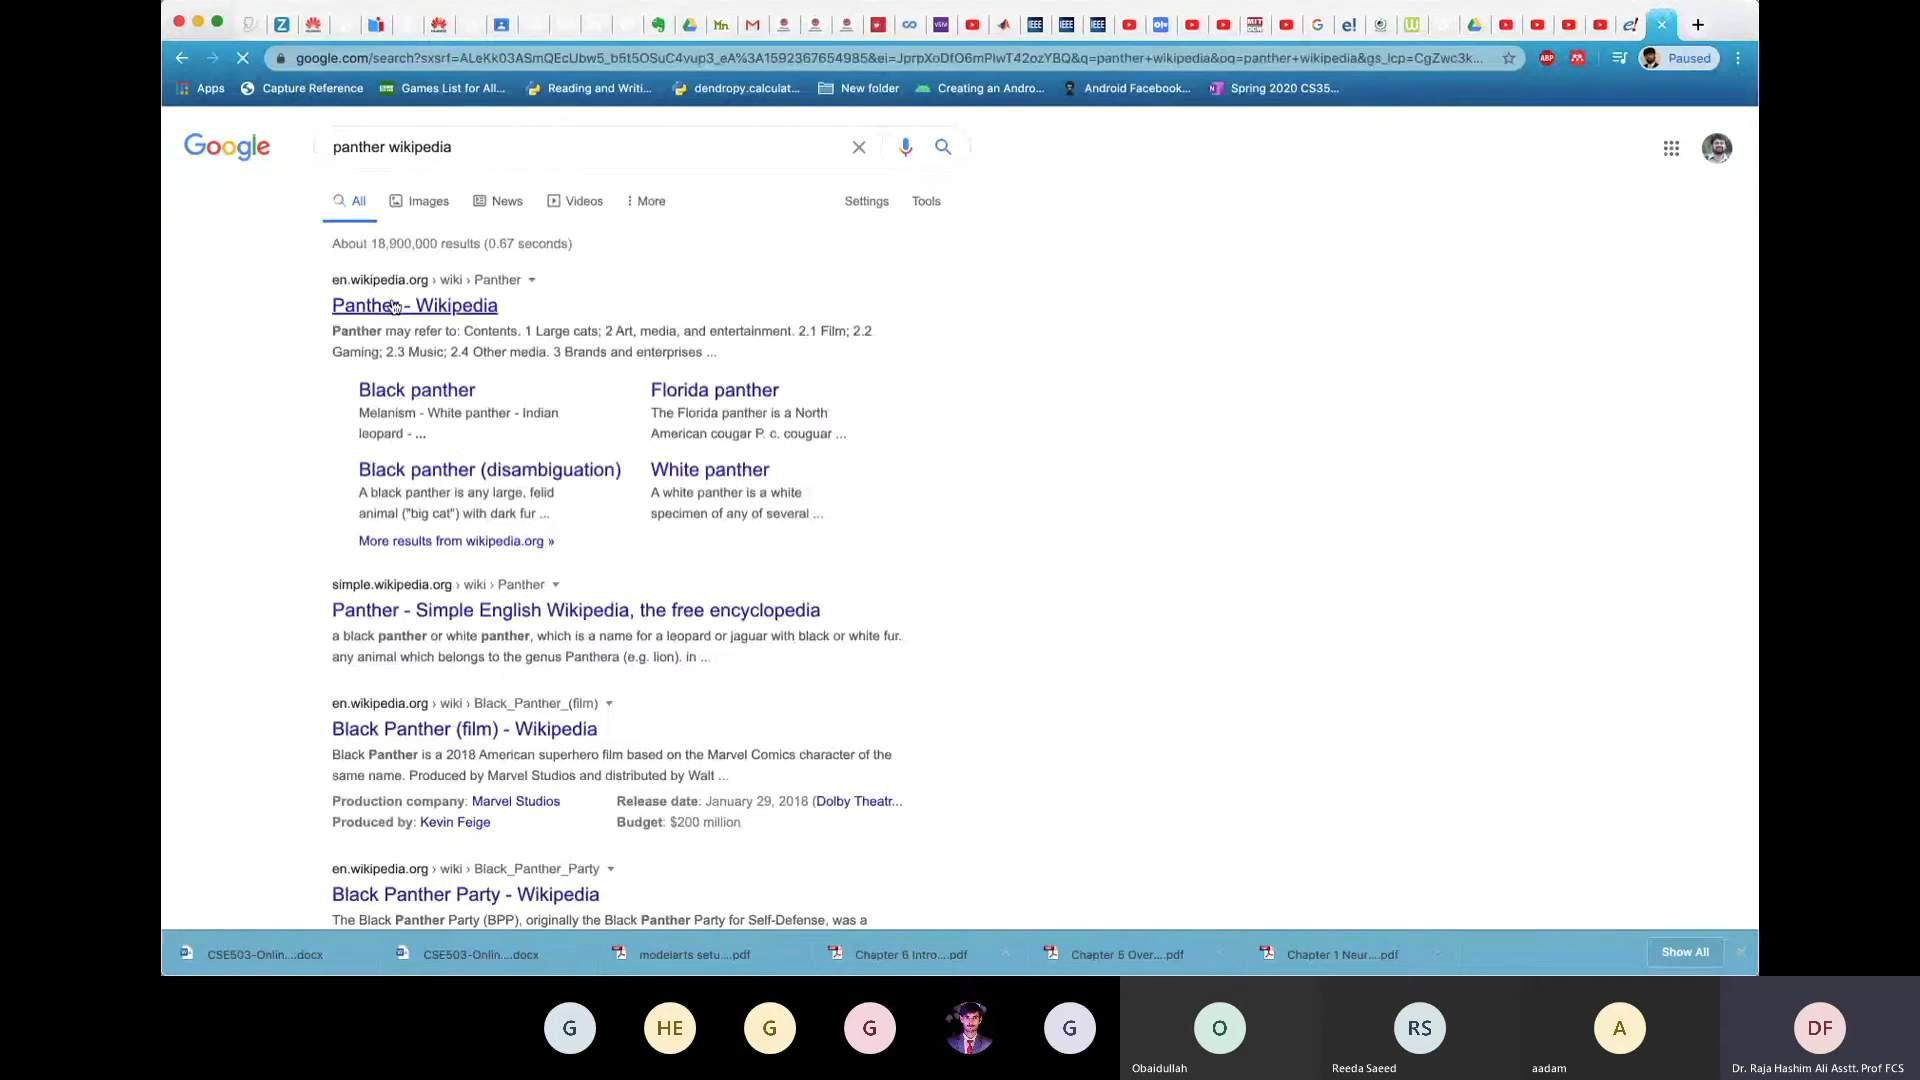 google.com/search?sxsrf=ALeKk03ASmQEcUbw5_b5t5OSuC4vup3_eA%3A1592367654985&ei=JprpXoDfO6mPlwT42ozYBQ&q=panther+wikipedia&oq=panther+wikipedia&gs_lcp=CgZwc3k...
ABP
Paused
Apps
Capture Reference
Games List for All...
Reading and Writi...
dendropy.calculat...
New folder
Creating an Andro...
Android Facebook...
Spring 2020 CS35...
Google
panther wikipedia
All
Images
News
Videos
More
Settings
Tools
About 18,900,000 results (0.67 seconds)
en.wikipedia.org › wiki › Panther
Panther - Wikipedia
Panther may refer to: Contents. 1 Large cats; 2 Art, media, and entertainment. 2.1 Film; 2.2
Gaming; 2.3 Music; 2.4 Other media. 3 Brands and enterprises ...
Black panther
Melanism - White panther - Indian
leopard - ...
Florida panther
The Florida panther is a North
American cougar P. c. couguar ...
Black panther (disambiguation)
A black panther is any large, felid
animal ("big cat") with dark fur ...
White panther
A white panther is a white
specimen of any of several ...
More results from wikipedia.org »
simple.wikipedia.org › wiki › Panther
Panther - Simple English Wikipedia, the free encyclopedia
a black panther or white panther, which is a name for a leopard or jaguar with black or white fur.
any animal which belongs to the genus Panthera (e.g. lion). in ...
en.wikipedia.org › wiki › Black_Panther_(film)
Black Panther (film) - Wikipedia
Black Panther is a 2018 American superhero film based on the Marvel Comics character of the
same name. Produced by Marvel Studios and distributed by Walt ...
Production company: Marvel Studios
Release date: January 29, 2018 (Dolby Theatr...
Produced by: Kevin Feige
Budget: $200 million
en.wikipedia.org › wiki › Black_Panther_Party
Black Panther Party - Wikipedia
The Black Panther Party (BPP), originally the Black Panther Party for Self-Defense, was a
CSE503-Onlin....docx
CSE503-Onlin....docx
modelarts setu....pdf
Chapter 6 Intro....pdf
Chapter 5 Over....pdf
Chapter 1 Neur....pdf
Show All
G
HE
G
G
G
O
RS
A
DF
Obaidullah
Reeda Saeed
aadam
Dr. Raja Hashim Ali Asstt. Prof FCS